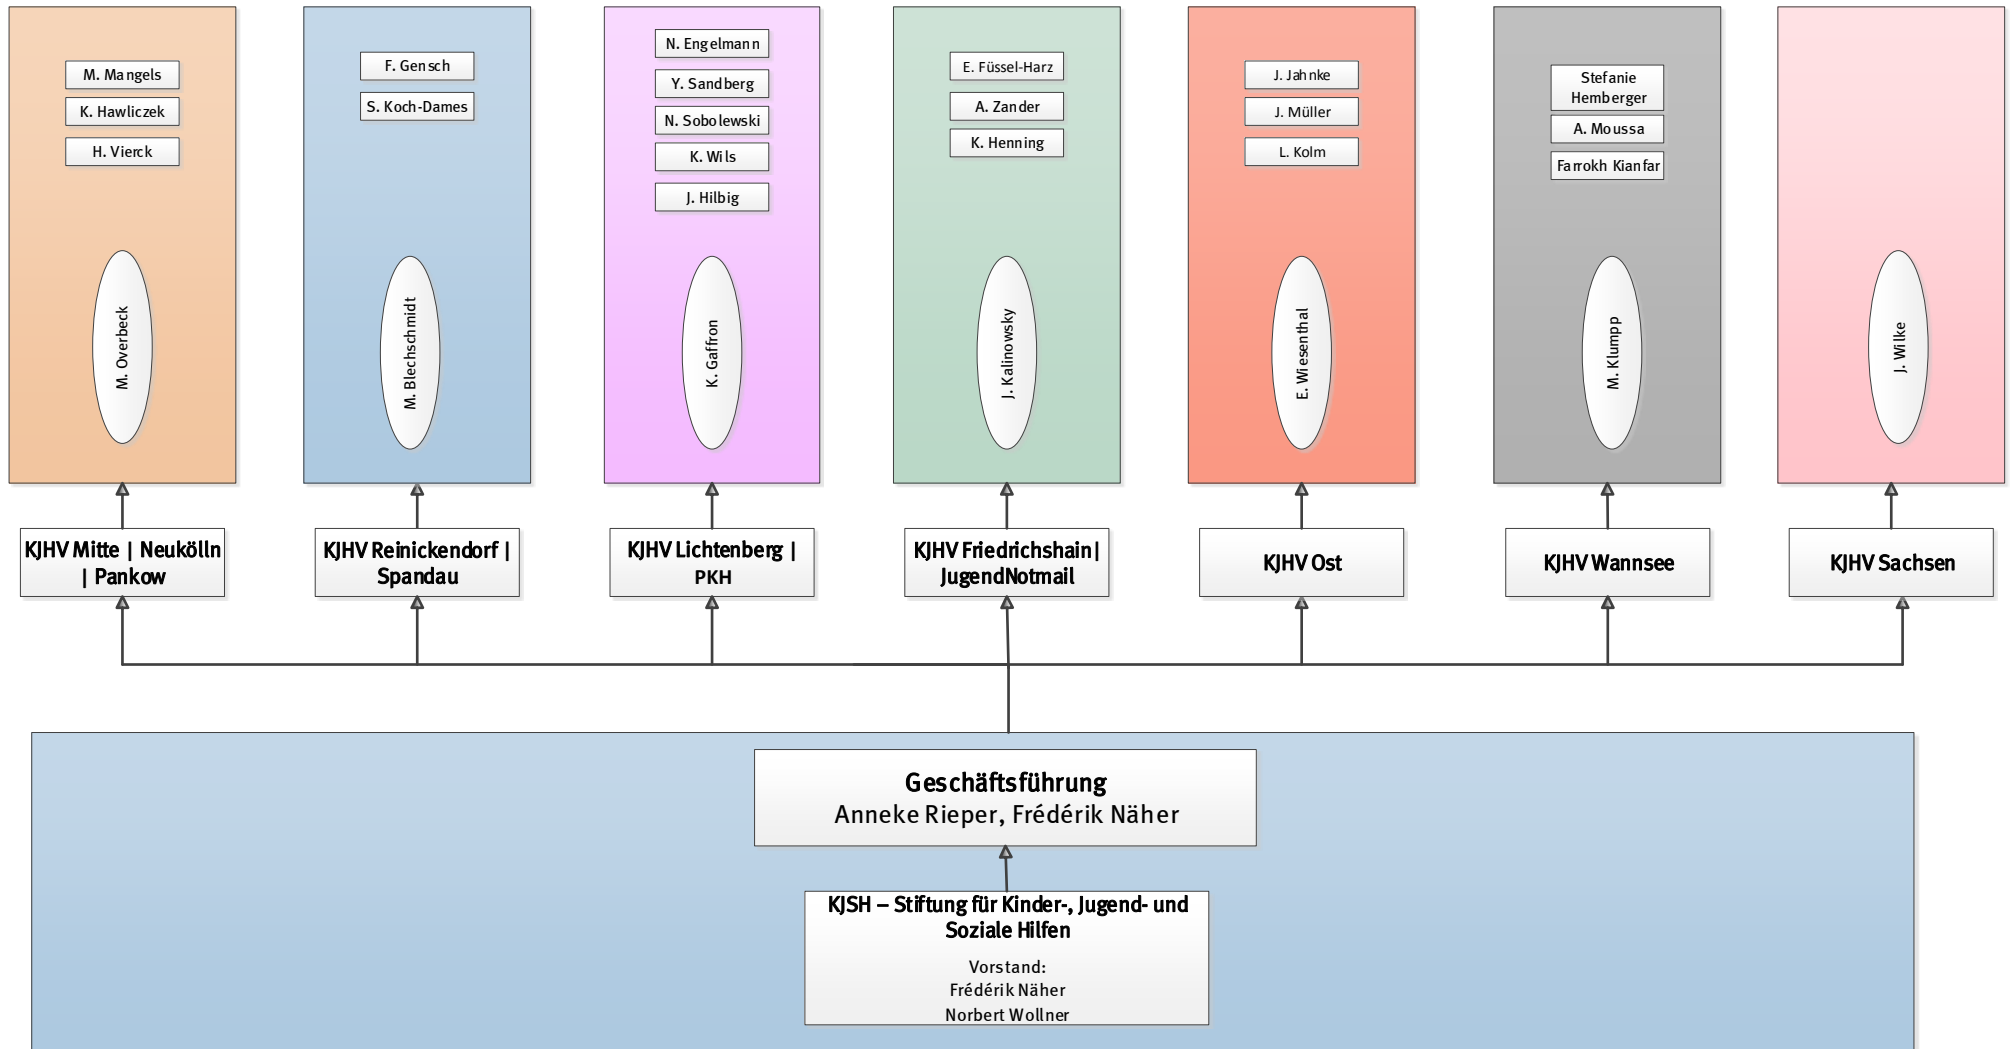 M. Mangels
K. Hawliczek
H. Vierck
M. Overbeck
KJHV Mitte | Neukölln
| Pankow
F. Gensch
S. Koch-Dames
M. Blechschmidt
KJHV Reinickendorf |
Spandau
N. Engelmann
Y. Sandberg
N. Sobolewski
K. Wils
J. Hilbig
K. Gaffron
KJHV Lichtenberg |
PKH
E. Füssel-Harz
A. Zander
K. Henning
J. Kalinowsky
KJHV Friedrichshain|
JugendNotmail
J. Jahnke
J. Müller
L. Kolm
E. Wiesenthal
KJHV Ost
Stefanie
Hemberger
A. Moussa
Farrokh Kianfar
M. Klumpp
KJHV Wannsee
J. Wilke
KJHV Sachsen
Geschäftsführung
Anneke Rieper, Frédérik Näher
KJSH – Stiftung für Kinder-, Jugend- und
Soziale Hilfen
Vorstand:
Frédérik Näher
Norbert Wollner